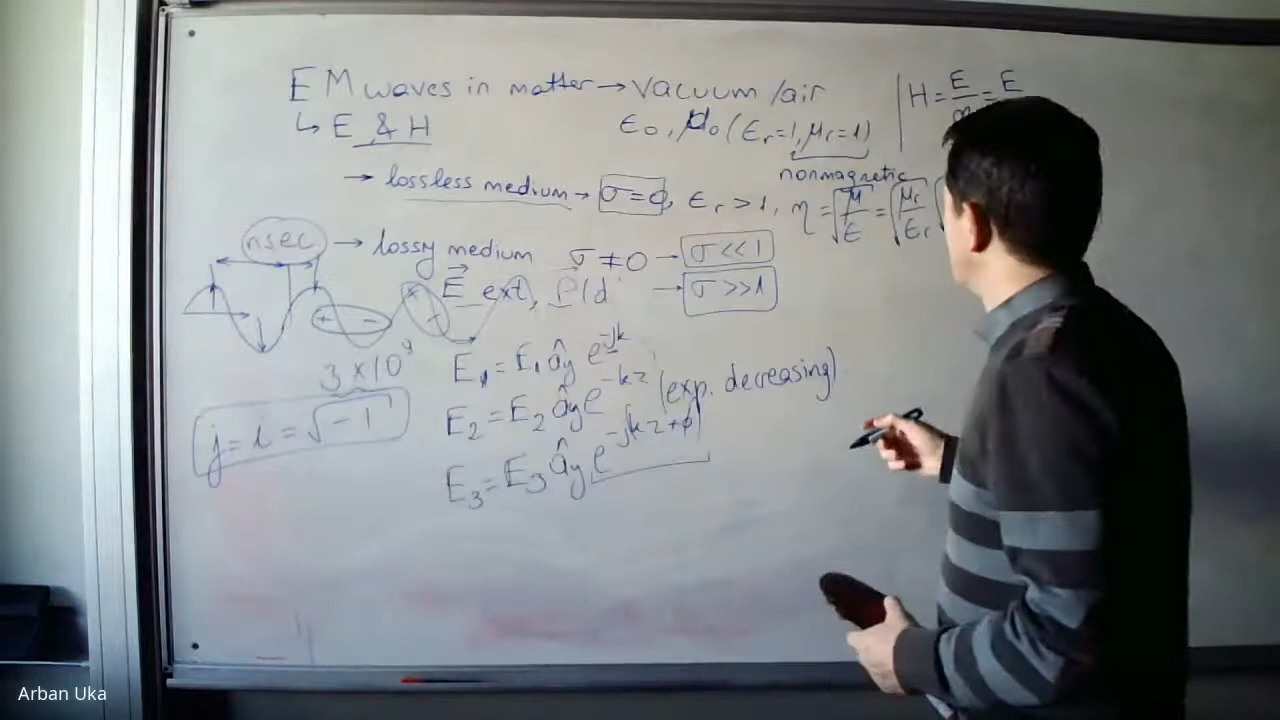 EM waves in matter → vacuum /air
↳ E & H
ε₀, μ₀ (εr=1, μr=1)
nonmagnetic
H = E/η = E
→ lossless medium → σ=0, εr > 1, η = √(μ/ε) = √(μr/εr) √
nsec → lossy medium σ ≠ 0 → σ << 1
E⃗ ext, → σ >> 1
+ − +
3 × 10⁹
j = i = √−1
E₁ = E₁ ây e^-jk
E₂ = E₂ ây e^-kz (exp. decreasing)
E₃ = E₃ ây e^-jkz+φ
Arban Uka